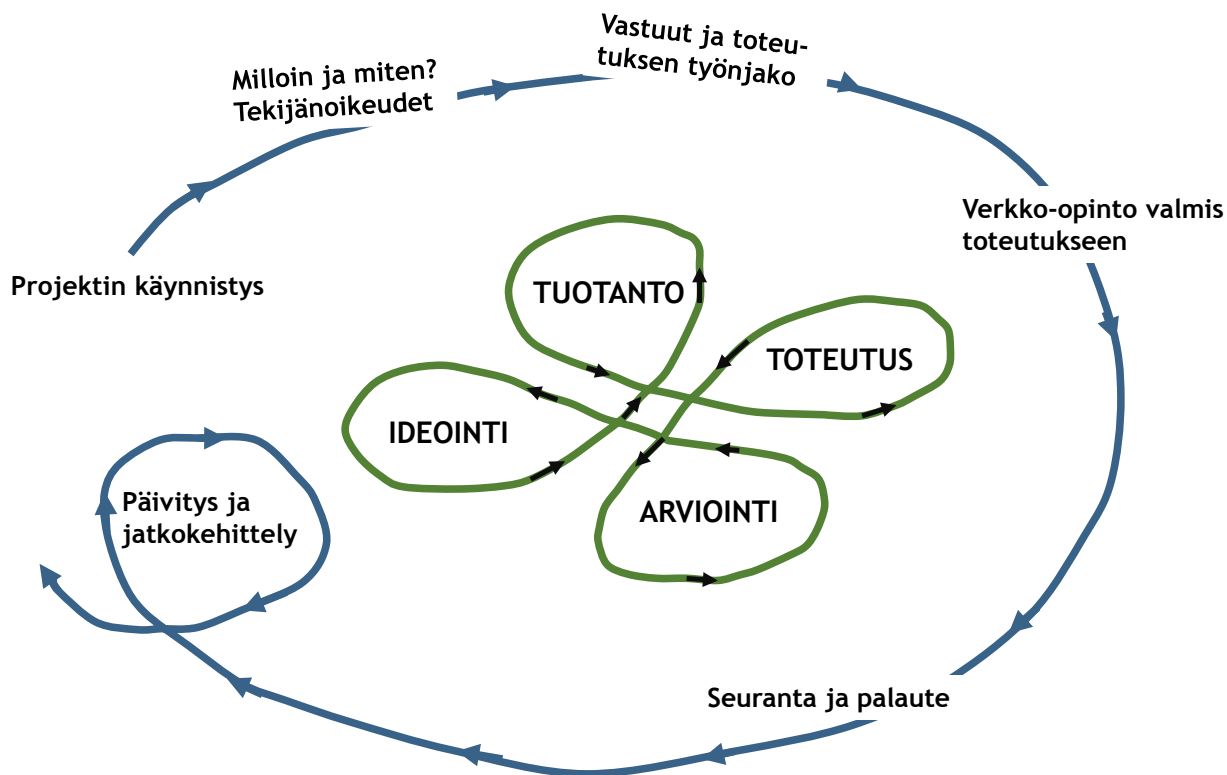 Vastuut ja toteu-
tuksen työnjako
Milloin ja miten?
Tekijänoikeudet
Verkko-opinto valmis
toteutukseen
Projektin käynnistys
TUOTANTO
TOTEUTUS
IDEOINTI
Päivitys ja
jatkokehittely
ARVIOINTI
Seuranta ja palaute